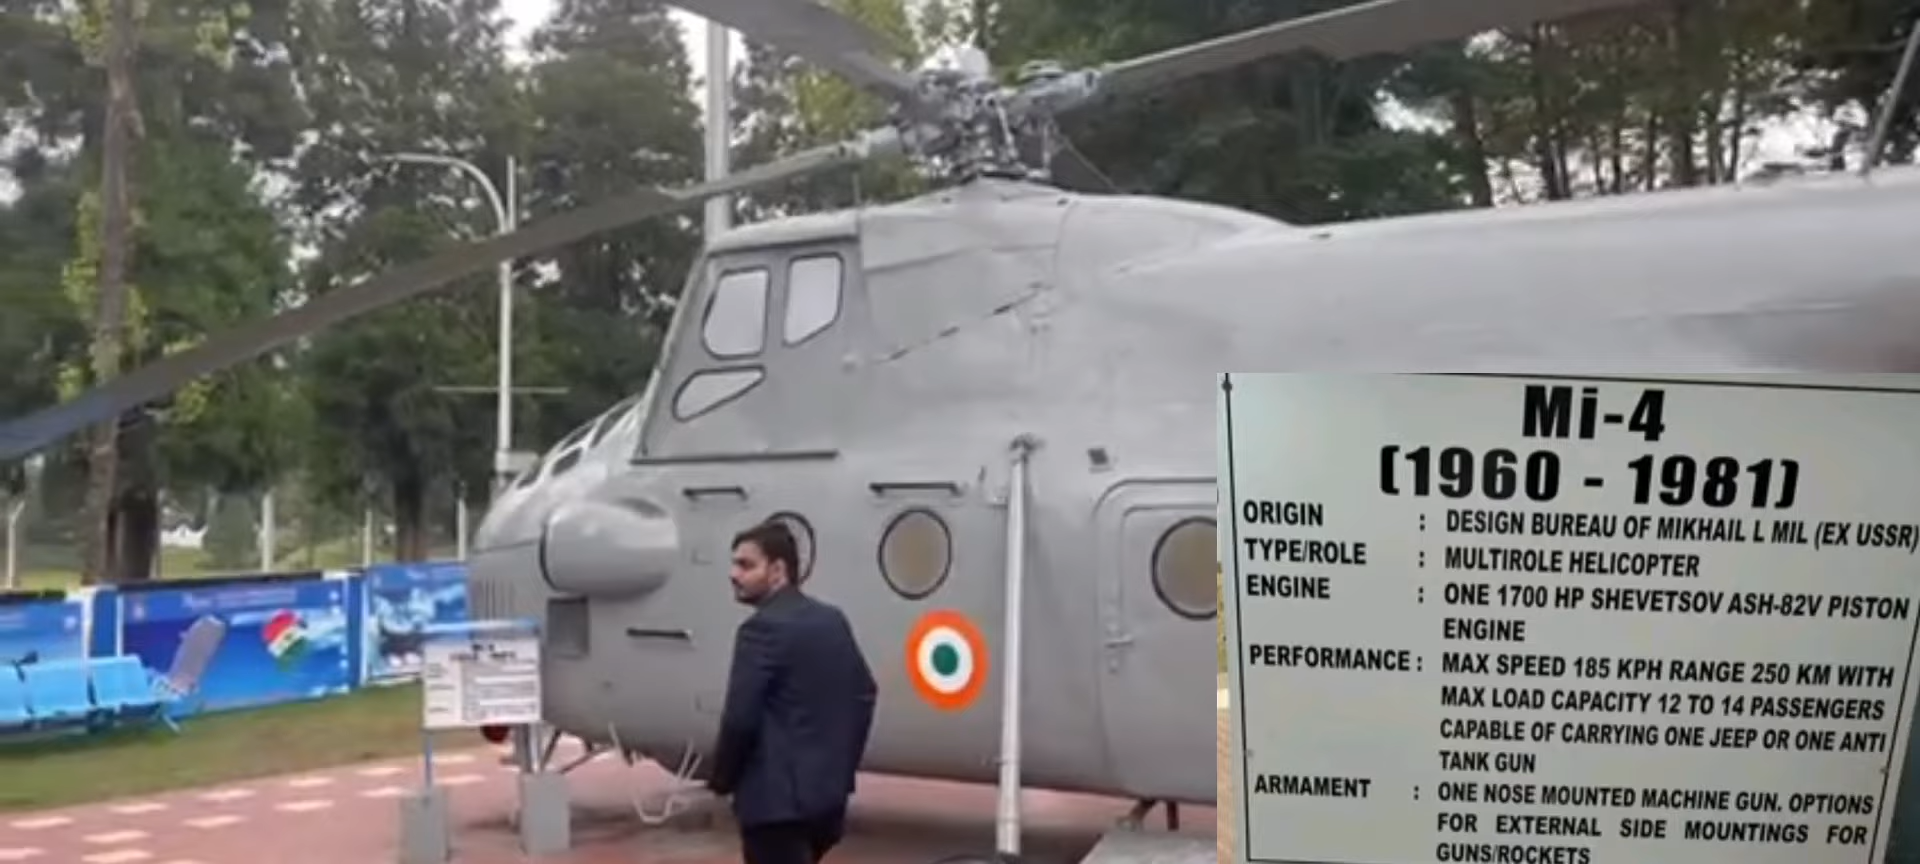 Mi-4
(1960 - 1981)
ORIGIN : DESIGN BUREAU OF MIKHAIL L MIL (EX USSR)
TYPE/ROLE : MULTIROLE HELICOPTER
ENGINE : ONE 1700 HP SHEVETSOV ASH-82V PISTON
ENGINE
PERFORMANCE : MAX SPEED 185 KPH RANGE 250 KM WITH
MAX LOAD CAPACITY 12 TO 14 PASSENGERS
CAPABLE OF CARRYING ONE JEEP OR ONE ANTI
TANK GUN
ARMAMENT : ONE NOSE MOUNTED MACHINE GUN. OPTIONS
FOR EXTERNAL SIDE MOUNTINGS FOR
GUNS/ROCKETS